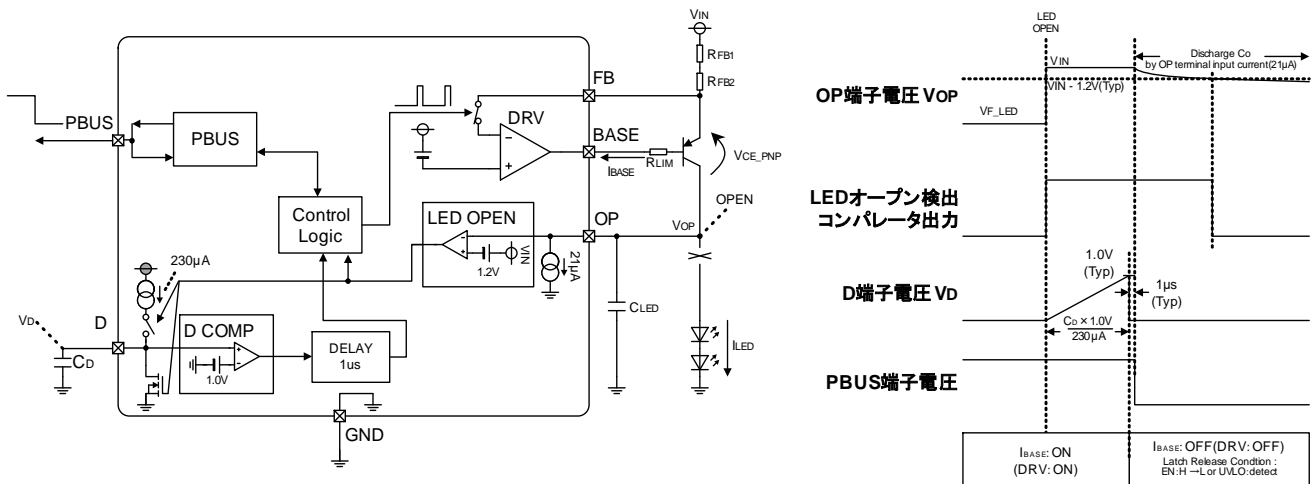 VIN
RFB1
RFB2
FB
PBUS
PBUS
DRV
BASE
RLIM
IBASE
VCE_PNP
Control
Logic
LED OPEN
VIN
1.2V
OP
VOP
OPEN
21μA
230μA
CLED
ILED
VD
D
CD
D COMP
1.0V
DELAY
1us
GND
LED
OPEN
VIN
Discharge Co
by OP terminal input current(21μA)
OP端子電圧 VOP
VIN - 1.2V(Typ)
VF_LED
LEDオープン検出
コンパレータ出力
1.0V
(Typ)
D端子電圧 VD
1μs
(Typ)
CD × 1.0V
230μA
PBUS端子電圧
IBASE: ON
(DRV: ON)
IBASE: OFF(DRV: OFF)
Latch Release Condtion :
EN:H →L or UVLO:detect